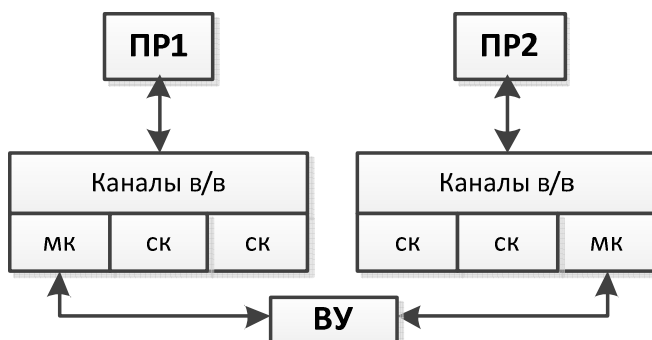 ПР1 ПР2
Каналы в/в Каналы в/в
мк ск ск ск ск мк
ВУ